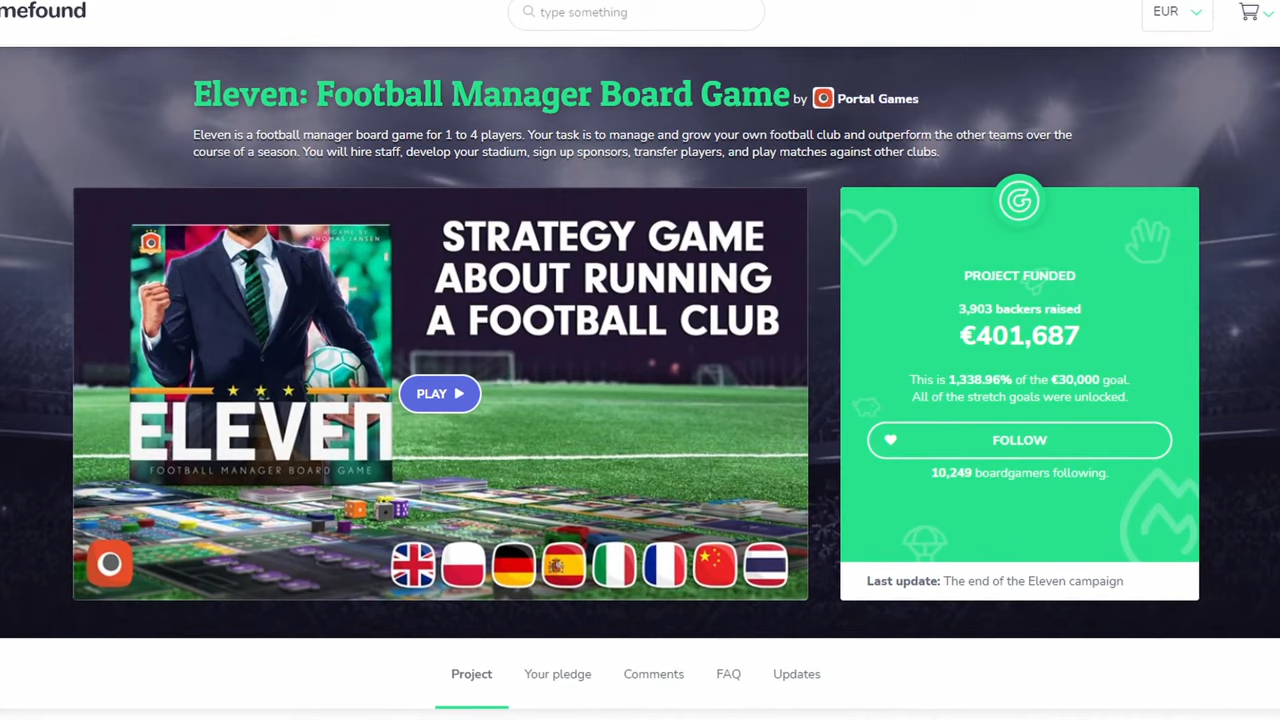 mefound
type something
EUR
Eleven: Football Manager Board Game by Portal Games
Eleven is a football manager board game for 1 to 4 players. Your task is to manage and grow your own football club and outperform the other teams over the
course of a season. You will hire staff, develop your stadium, sign up sponsors, transfer players, and play matches against other clubs.
A GAME BY
THOMAS JANSEN
STRATEGY GAME
ABOUT RUNNING
A FOOTBALL CLUB
PLAY
ELEVEN
FOOTBALL MANAGER BOARD GAME
PROJECT FUNDED
3,903 backers raised
€401,687
This is 1,338.96% of the €30,000 goal.
All of the stretch goals were unlocked.
FOLLOW
10,249 boardgamers following.
Last update: The end of the Eleven campaign
Project
Your pledge
Comments
FAQ
Updates